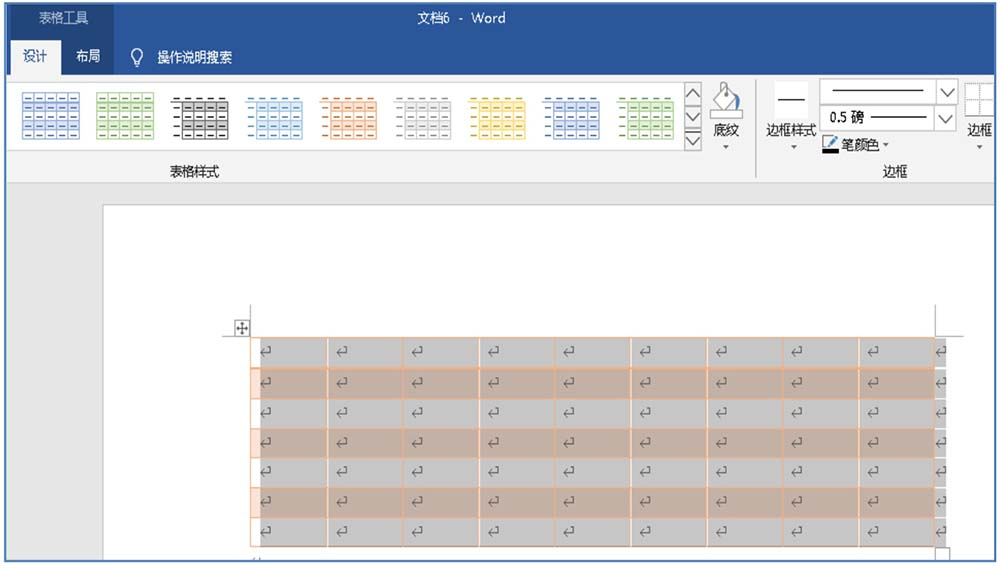 表格工具
文档6 - Word
设计
布局
操作说明搜索
底纹
边框样式
0.5 磅
笔颜色
边框
表格样式
边框